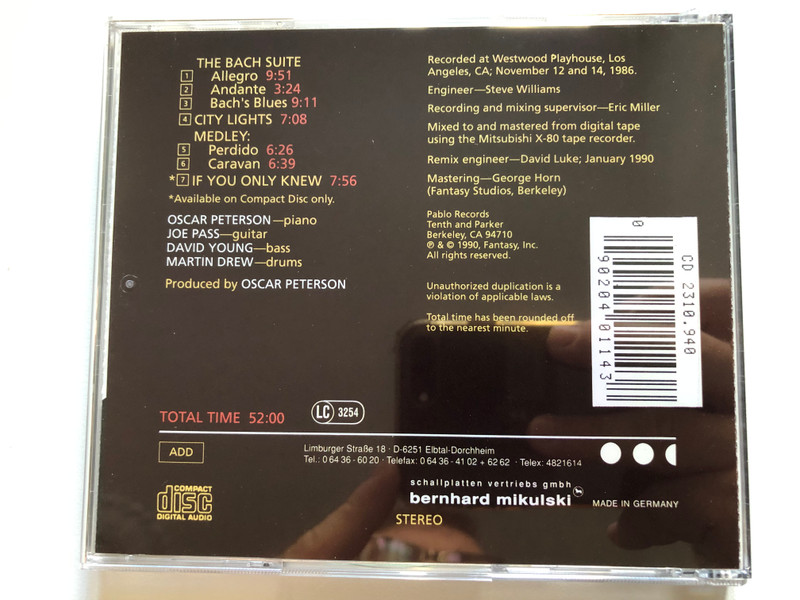 THE BACH SUITE
1 Allegro 9:51
2 Andante 3:24
3 Bach's Blues 9:11
4 CITY LIGHTS 7:08
MEDLEY:
5 Perdido 6:26
6 Caravan 6:39
*7 IF YOU ONLY KNEW 7:56
*Available on Compact Disc only.
OSCAR PETERSON—piano
JOE PASS—guitar
DAVID YOUNG—bass
MARTIN DREW—drums
Produced by OSCAR PETERSON
Recorded at Westwood Playhouse, Los
Angeles, CA; November 12 and 14, 1986.
Engineer—Steve Williams
Recording and mixing supervisor—Eric Miller
Mixed to and mastered from digital tape
using the Mitsubishi X-80 tape recorder.
Remix engineer—David Luke; January 1990
Mastering—George Horn
(Fantasy Studios, Berkeley)
Pablo Records
Tenth and Parker
Berkeley, CA 94710
℗ & © 1990, Fantasy, Inc.
All rights reserved.
Unauthorized duplication is a
violation of applicable laws.
Total time has been rounded off
to the nearest minute.
CD 2310.940
0 90204 01143
TOTAL TIME 52:00
LC 3254
ADD
Limburger Straße 18 · D-6251 Elbtal-Dorchheim
Tel.: 0 64 36 - 60 20 · Telefax: 0 64 36 - 41 02 + 62 62 · Telex: 4821614
COMPACT
disc
DIGITAL AUDIO
schallplatten vertriebs gmbh
bernhard mikulski
MADE IN GERMANY
STEREO